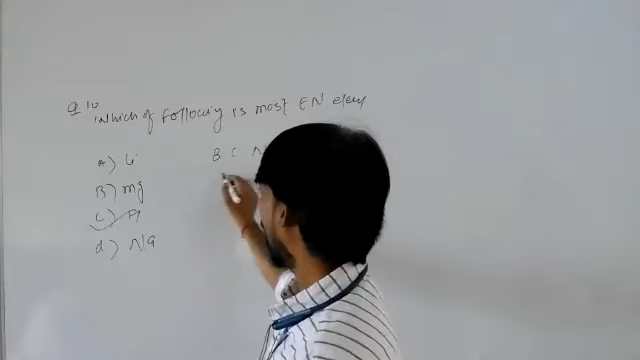 Q 10
Which of following is most EN elem
A) Li
B) mg
C) Al
d) Na
B C N